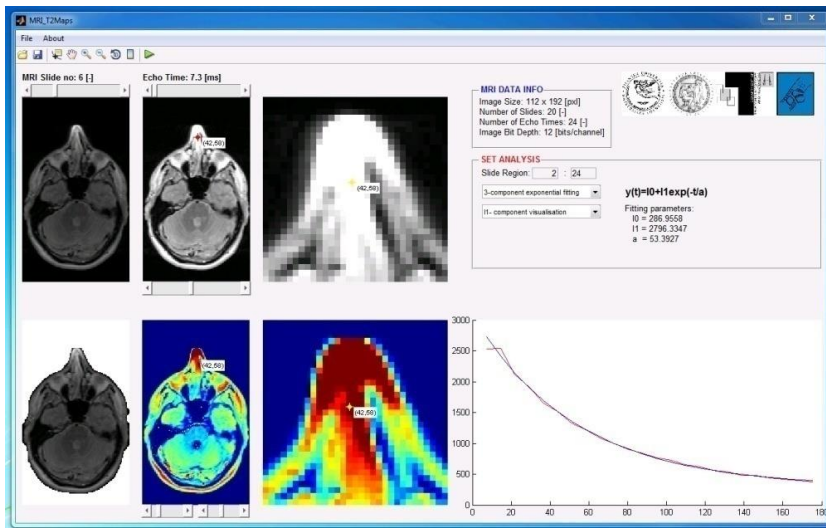 MRI_T2Maps
File About
MRI Slide no: 6 [-]
Echo Time: 7.3 [ms]
(42,58)
(42,58)
MRI DATA INFO
Image Size: 112 x 192 [pxl]
Number of Slides: 20 [-]
Number of Echo Times: 24 [-]
Image Bit Depth: 12 [bits/channel]
SET ANALYSIS
Slide Region: 2 : 24
3-component exponential fitting
I1- component visualisation
y(t)=I0+I1exp(-t/a)
Fitting parameters:
I0 = 286.9558
I1 = 2796.3347
a = 53.3927
(42,58)
(42,58)
3000
2500
2000
1500
1000
500
0
0 20 40 60 80 100 120 140 160 180